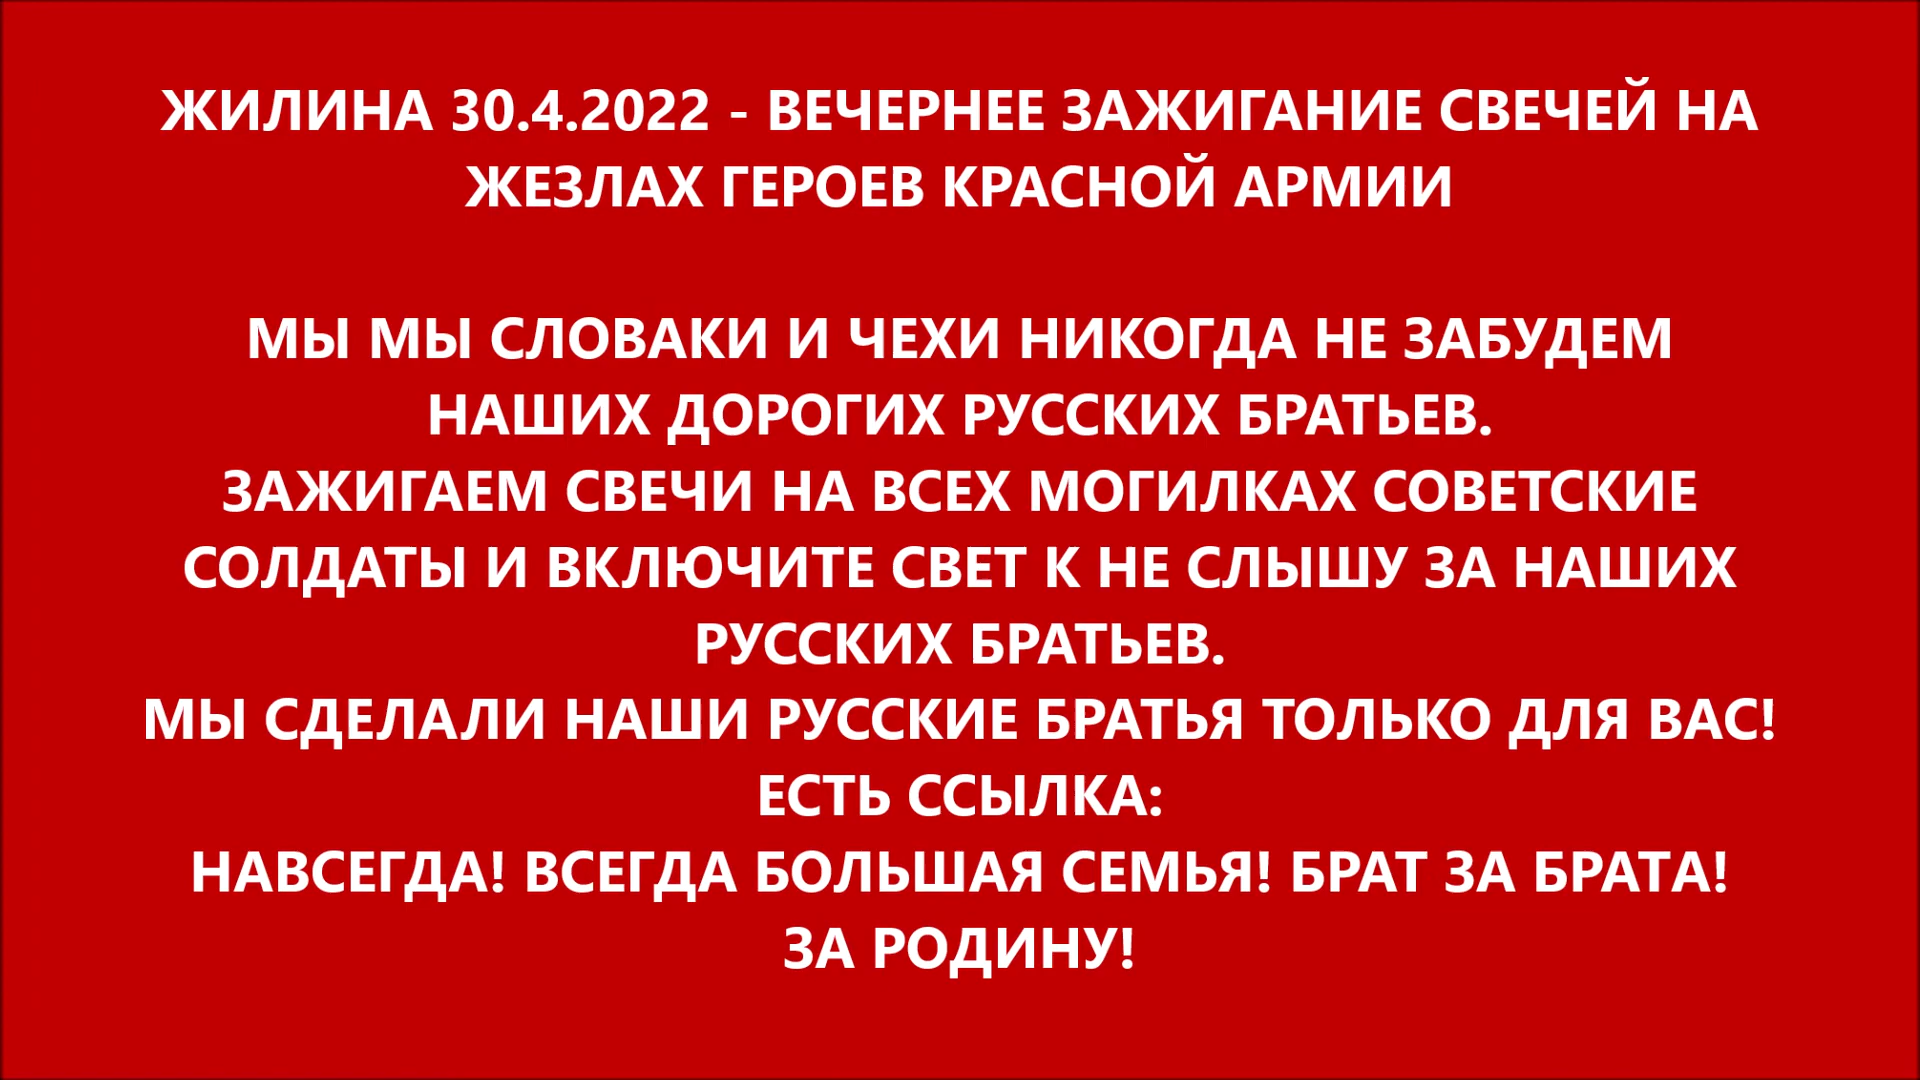 ЖИЛИНА 30.4.2022 - ВЕЧЕРНЕЕ ЗАЖИГАНИЕ СВЕЧЕЙ НА
ЖЕЗЛАХ ГЕРОЕВ КРАСНОЙ АРМИИ
МЫ МЫ СЛОВАКИ И ЧЕХИ НИКОГДА НЕ ЗАБУДЕМ
НАШИХ ДОРОГИХ РУССКИХ БРАТЬЕВ.
ЗАЖИГАЕМ СВЕЧИ НА ВСЕХ МОГИЛКАХ СОВЕТСКИЕ
СОЛДАТЫ И ВКЛЮЧИТЕ СВЕТ К НЕ СЛЫШУ ЗА НАШИХ
РУССКИХ БРАТЬЕВ.
МЫ СДЕЛАЛИ НАШИ РУССКИЕ БРАТЬЯ ТОЛЬКО ДЛЯ ВАС!
ЕСТЬ ССЫЛКА:
НАВСЕГДА! ВСЕГДА БОЛЬШАЯ СЕМЬЯ! БРАТ ЗА БРАТА!
ЗА РОДИНУ!